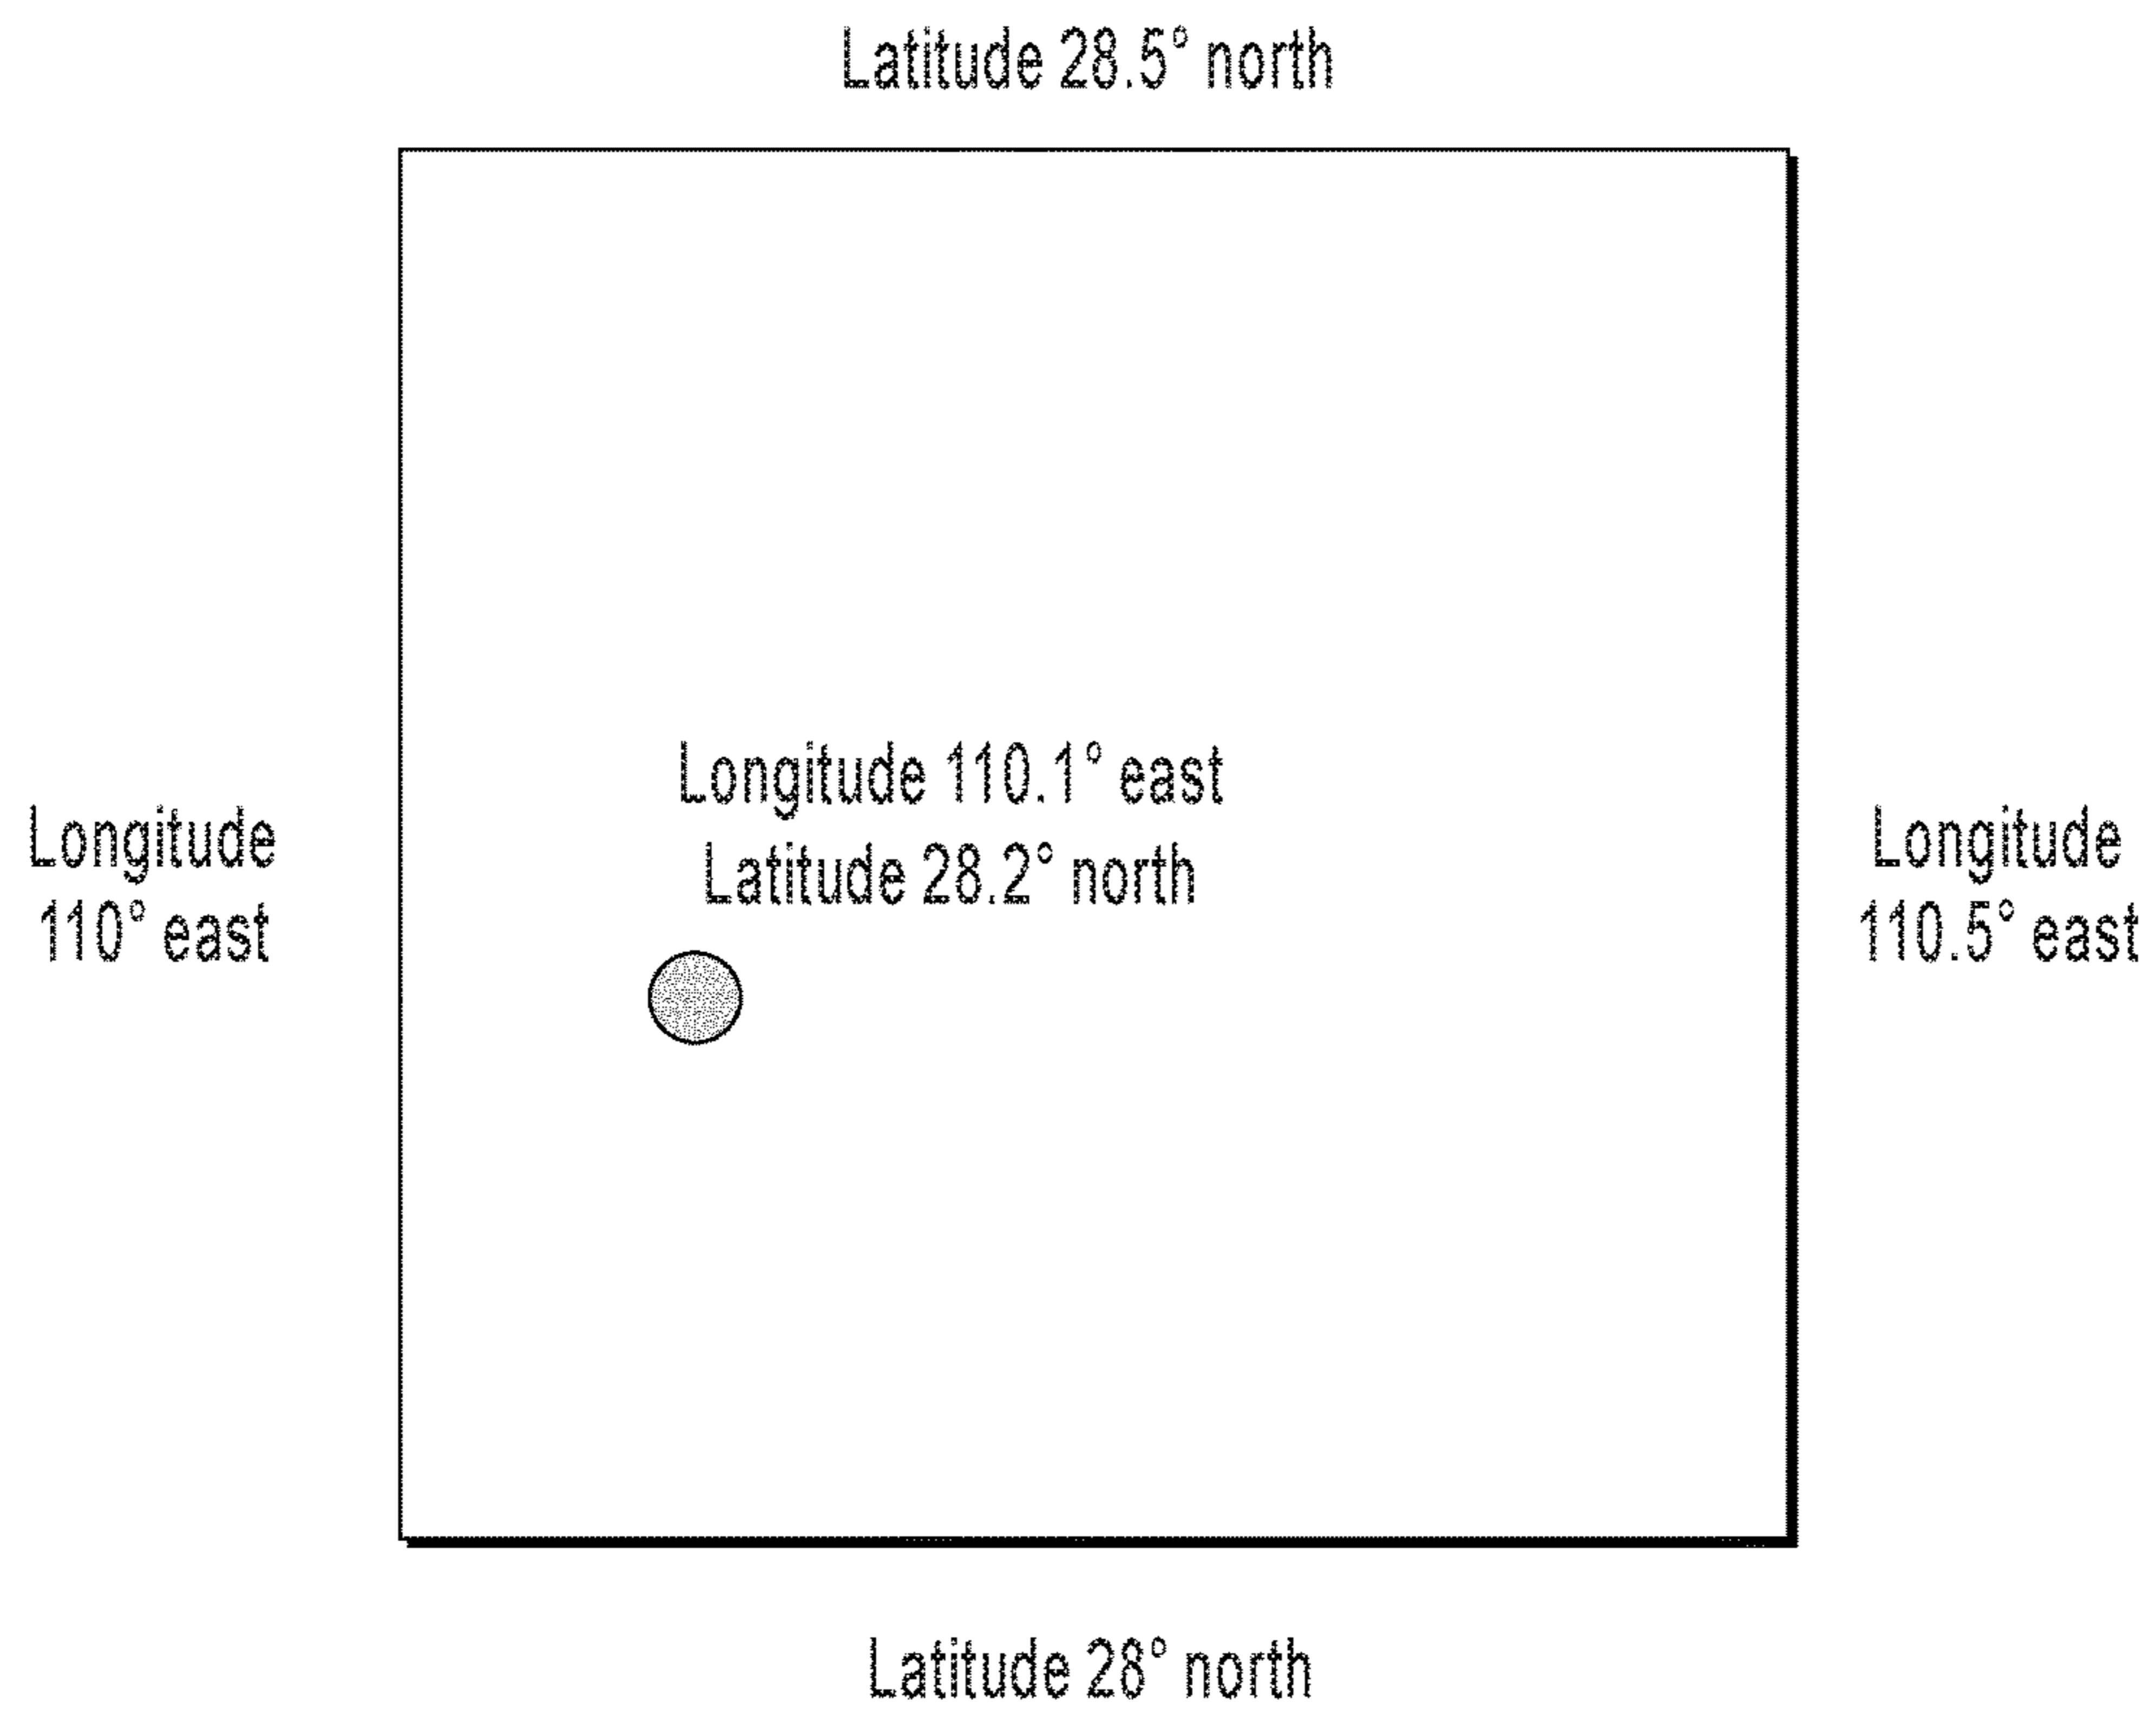 Latitude 28.5° north
Longitude 110.1° east
Latitude 28.2° north
Longitude
110° east
Longitude
110.5° east
Latitude 28° north